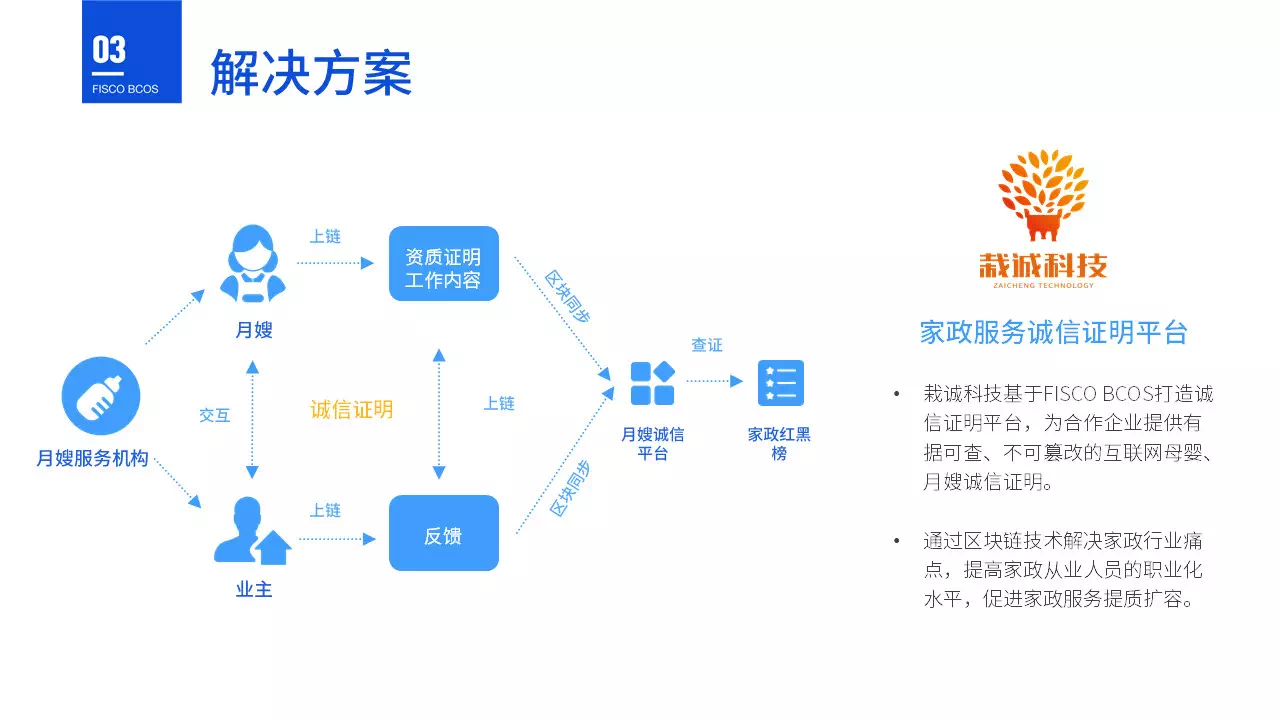 03
FISCO BCOS
解决方案
上链
资质证明
工作内容
区块同步
月嫂
查证
交互
诚信证明
上链
月嫂服务机构
月嫂诚信
平台
家政红黑
榜
区块同步
上链
反馈
业主
栽诚科技
ZAICHENG TECHNOLOGY
家政服务诚信证明平台
• 栽诚科技基于FISCO BCOS打造诚
信证明平台，为合作企业提供有
据可查、不可篡改的互联网母婴、
月嫂诚信证明。
• 通过区块链技术解决家政行业痛
点，提高家政从业人员的职业化
水平，促进家政服务提质扩容。